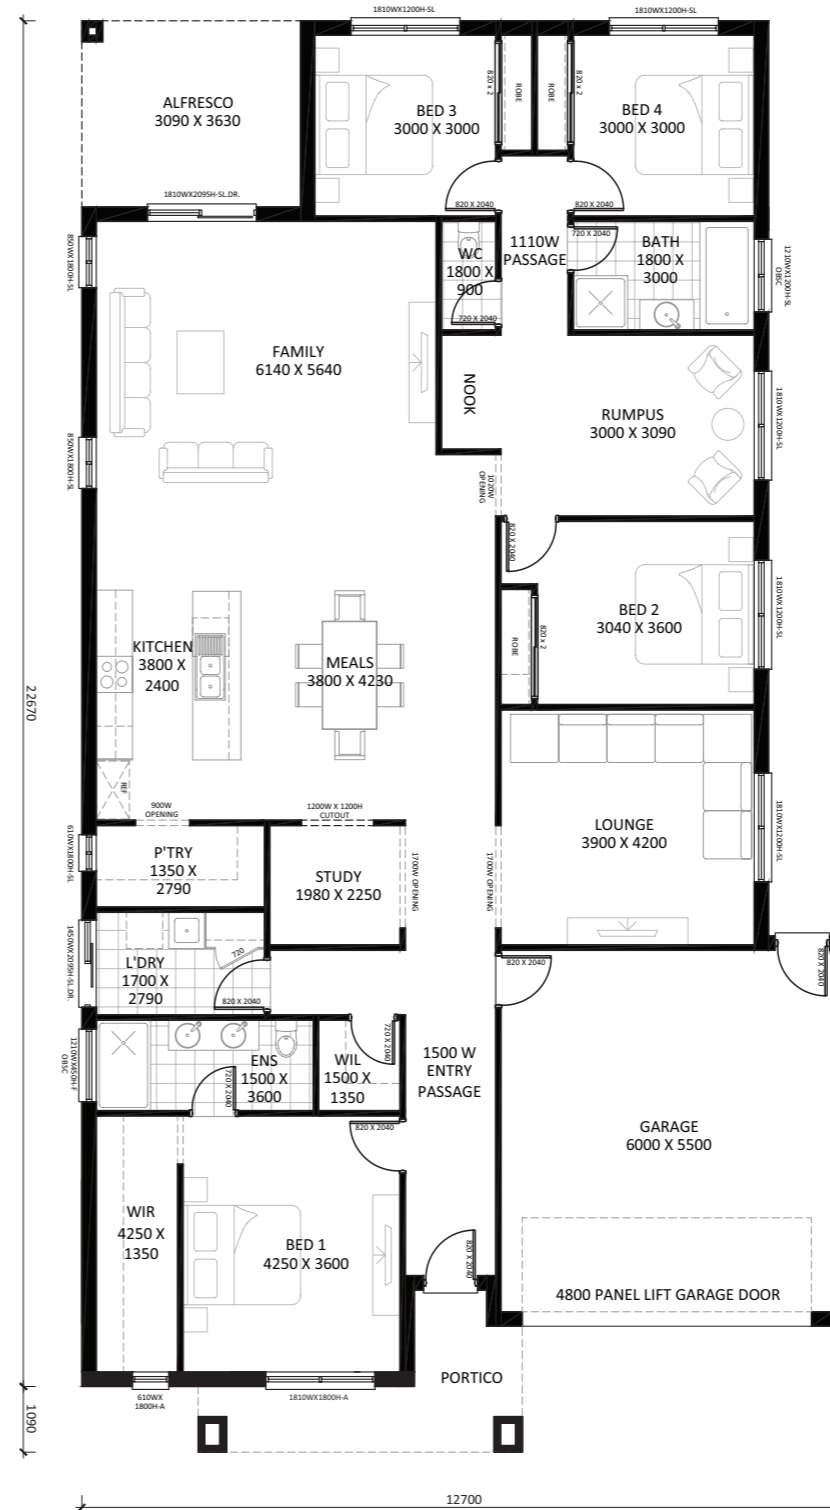 1810WX1200H-SL
1810WX1200H-SL
ALFRESCO
3090 X 3630
BED 3
3000 X 3000
820 x 2
ROBE
ROBE
820 x 2
BED 4
3000 X 3000
1810WX2095H-SL.DR.
820 X 2040
820 X 2040
850WX1800H-SL
WC
1800 X
900
720 X 2040
1110W
PASSAGE
720 X 2040
BATH
1800 X
3000
1210WX1200H-SL
OBSC
FAMILY
6140 X 5640
NOOK
RUMPUS
3000 X 3090
1810WX1200H-SL
850WX1800H-SL
1020W
OPENING
820 X 2040
BED 2
3040 X 3600
1810WX1200H-SL
ROBE
820 x 2
KITCHEN
3800 X
2400
MEALS
3800 X 4230
22670
REF
900W
OPENING
1200W X 1200H
CUTOUT
LOUNGE
3900 X 4200
1810WX1200H-SL
610WX1800H-SL
P'TRY
1350 X
2790
STUDY
1980 X 2250
1700W OPENING
1700W OPENING
1450WX2095H-SL.DR.
L'DRY
1700 X
2790
720
820 X 2040
820 X 2040
820 X 2040
1210WX450H-F
OBSC
ENS
1500 X
3600
720 X 2040
WIL
1500 X
1350
720 X 2040
1500 W
ENTRY
PASSAGE
820 X 2040
GARAGE
6000 X 5500
WIR
4250 X
1350
BED 1
4250 X 3600
820 X 2040
4800 PANEL LIFT GARAGE DOOR
PORTICO
610WX
1800H-A
1810WX1800H-A
1090
12700